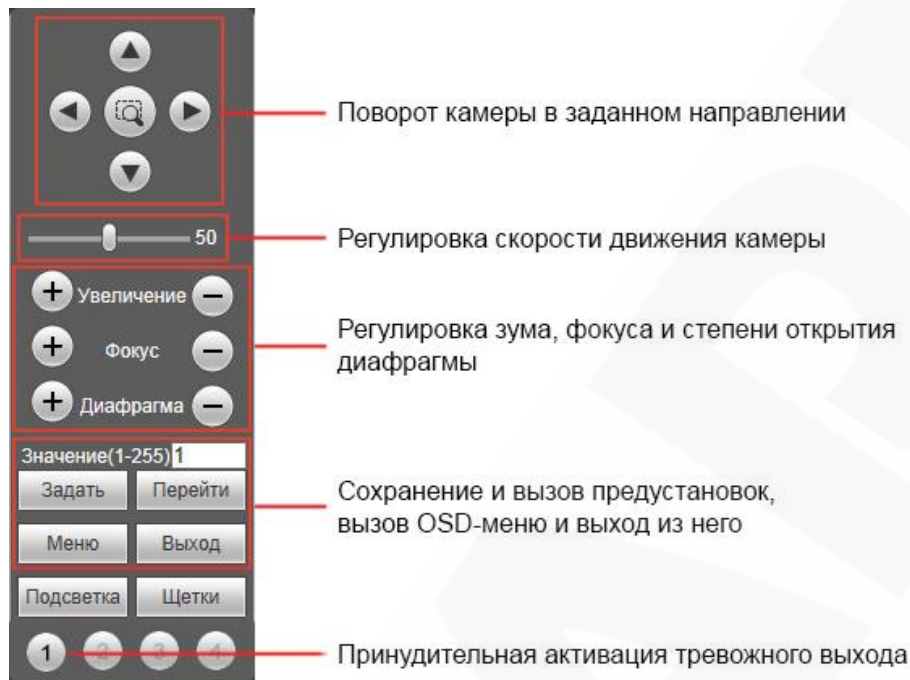 Поворот камеры в заданном направлении
50
Регулировка скорости движения камеры
Увеличение
Фокус
Диафрагма
Регулировка зума, фокуса и степени открытия
диафрагмы
Значение(1-255) 1
Задать Перейти
Меню Выход
Сохранение и вызов предустановок,
вызов OSD-меню и выход из него
Подсветка Щетки
1 2 3 4
Принудительная активация тревожного выхода